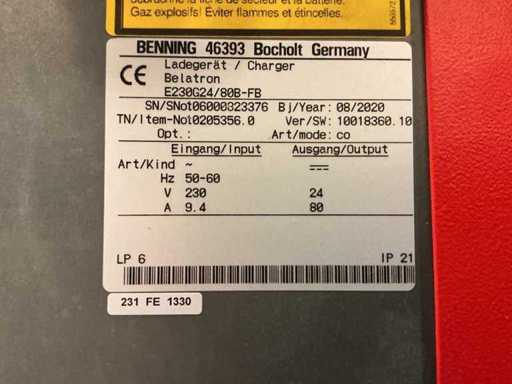 débrancher la fiche de secteur et la batterie.
Gaz explosifs! Éviter flammes et étincelles.
BENNING 46393 Bocholt Germany
CE Ladegerät / Charger
Belatron
E230G24/80B-FB
SN/SNo:06000323376 Bj/Year: 08/2020
TN/Item-No:10205356.0 Ver/SW: 10018360.10
Opt.: Art/mode: co
Eingang/Input Ausgang/Output
Art/Kind ~ ⎓
Hz 50-60
V 230 24
A 9.4 80
LP 6 IP 21
231 FE 1330